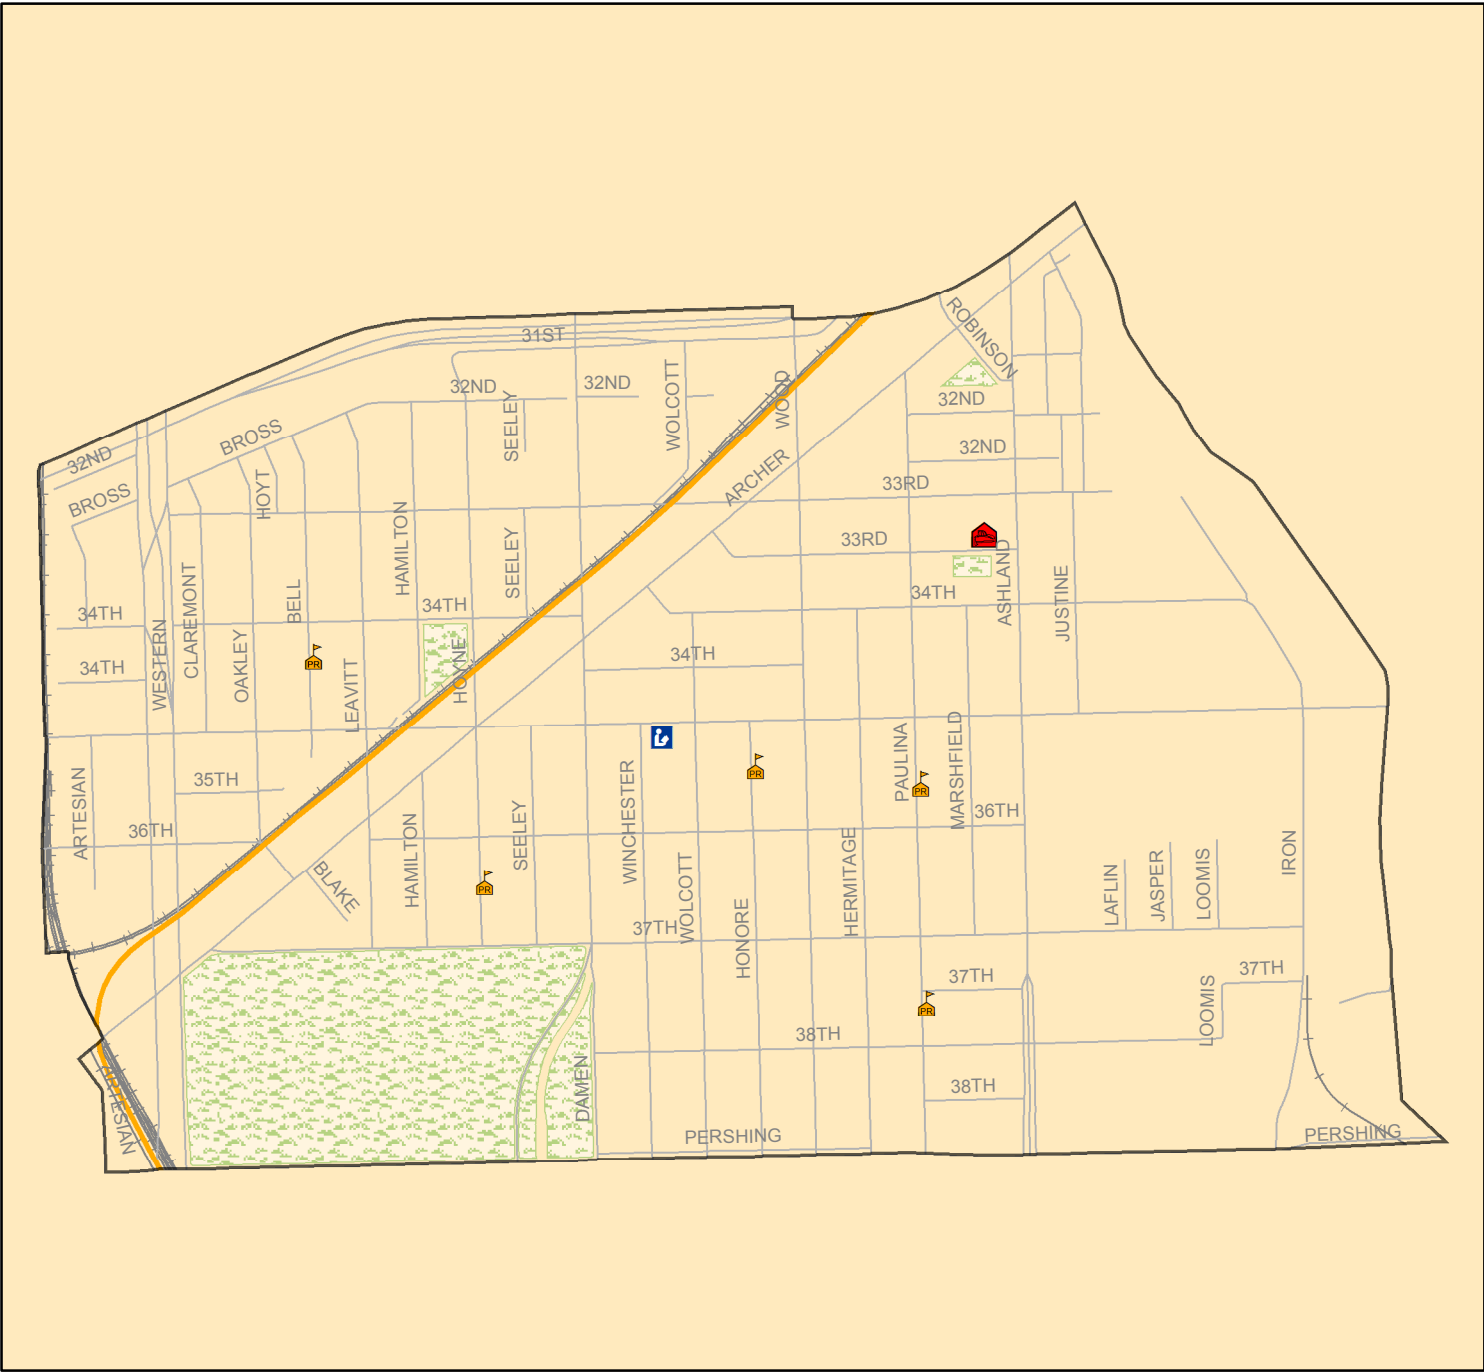 ROBINSON
31ST
32ND
32ND
WOLCOTT
WOOD
SEELEY
32ND
BROSS
32ND
32ND
BROSS
HOYT
ARCHER
33RD
33RD
HAMILTON
SEELEY
ASHLAND
JUSTINE
34TH
CLAREMONT
BELL
34TH
34TH
WESTERN
OAKLEY
HOYNE
34TH
34TH
LEAVITT
PR
PAULINA
MARSHFIELD
PR
PR
35TH
ARTESIAN
36TH
36TH
WINCHESTER
SEELEY
HAMILTON
BLAKE
PR
WOLCOTT
HERMITAGE
IRON
LAFLIN
JASPER
LOOMIS
37TH
HONORE
37TH
37TH
PR
LOOMIS
38TH
38TH
DAMEN
ARTESIAN
PERSHING
PERSHING